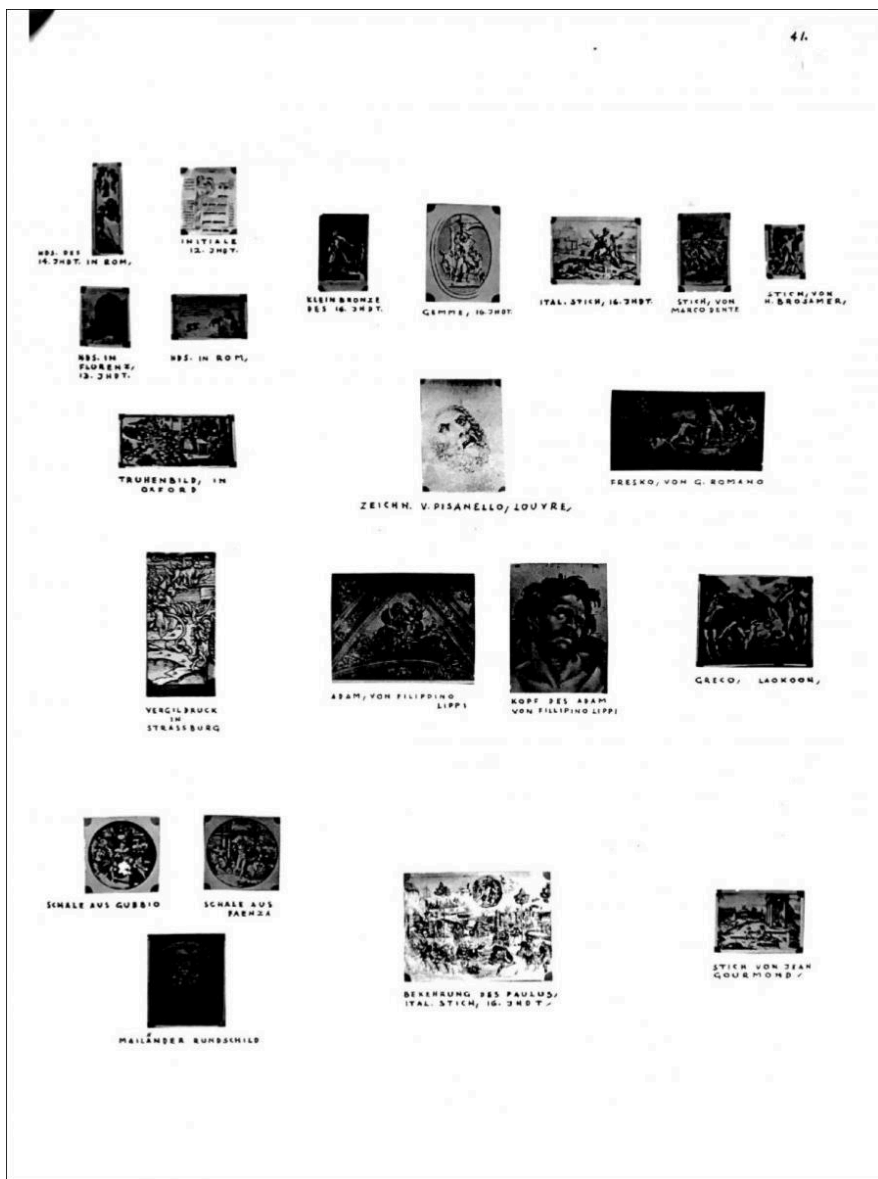 41.
HDS. DES
14. JHDT. IN ROM,
INITIALE
12. JHDT.
KLEINBRONZE
DES 16. JHDT.
GEMME, 16. JHDT.
ITAL. STICH, 16. JHDT.
STICH, VON
MARCO DENTE
STICH, VON
H. BROSAMER,
HDS. IN
FLORENZ,
13. JHDT.
HDS. IN ROM,
TRUHENBILD, IN
OXFORD
ZEICHN. V. PISANELLO, LOUVRE,
FRESKO, VON G. ROMANO
VERGILDRUCK
IN
STRASSBURG
ADAM, VON FILIPPINO
LIPPI
KOPF DES ADAM
VON FILLIPINO LIPPI
GRECO, LAOKOON,
SCHALE AUS GUBBIO
SCHALE AUS
FAENZA
MAILÄNDER RUNDSCHILD
BEKEHRUNG DES PAULUS,
ITAL. STICH, 16. JHDT.
STICH VON JEAN
GOURMOND,